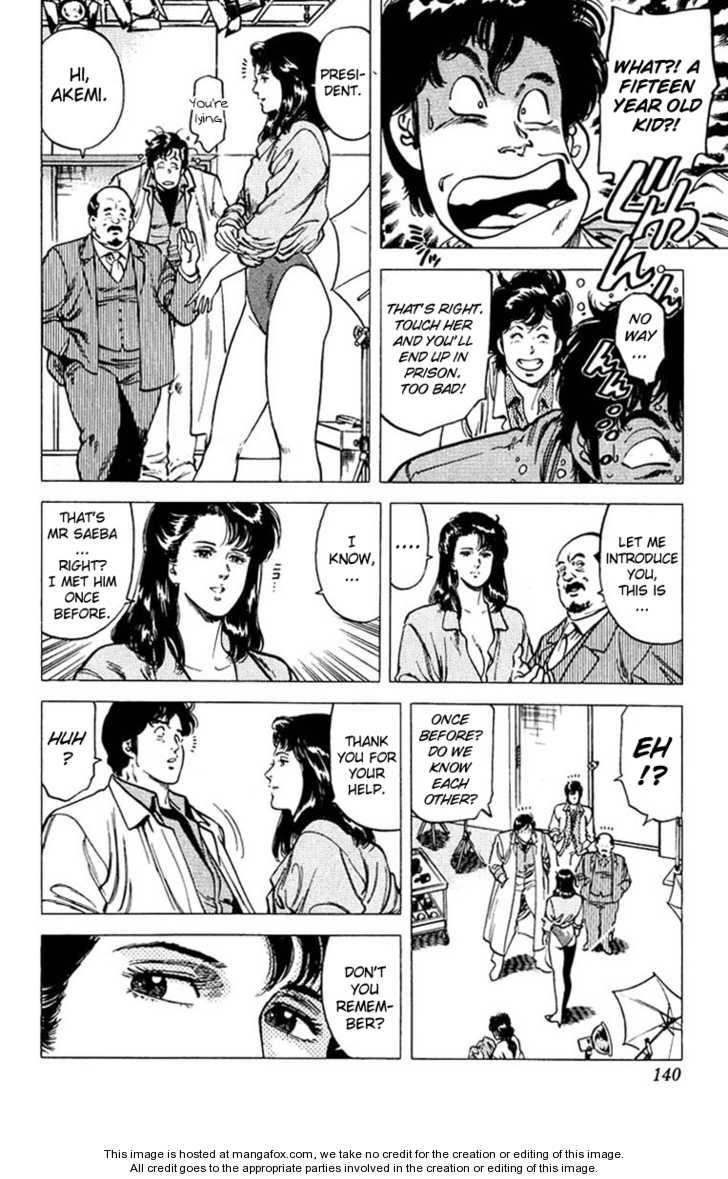 WHAT?! A
FIFTEEN
YEAR OLD
KID?!
PRESI-
DENT.
You're
lying
HI,
AKEMI.
NO
WAY
...
THAT'S RIGHT.
TOUCH HER
AND YOU'LL
END UP IN
PRISON.
TOO BAD!
LET ME
INTRODUCE
YOU,
THIS IS
...
....
I
KNOW,
...
THAT'S
MR SAEBA
...
RIGHT?
I MET HIM
ONCE
BEFORE.
EH
!?
ONCE
BEFORE?
DO WE
KNOW
EACH
OTHER?
THANK
YOU FOR
YOUR
HELP.
HUH
?
DON'T
YOU
REMEM-
BER?
140
This image is hosted at mangafox.com, we take no credit for the creation or editing of this image.
All credit goes to the appropriate parties involved in the creation or editing of this image.